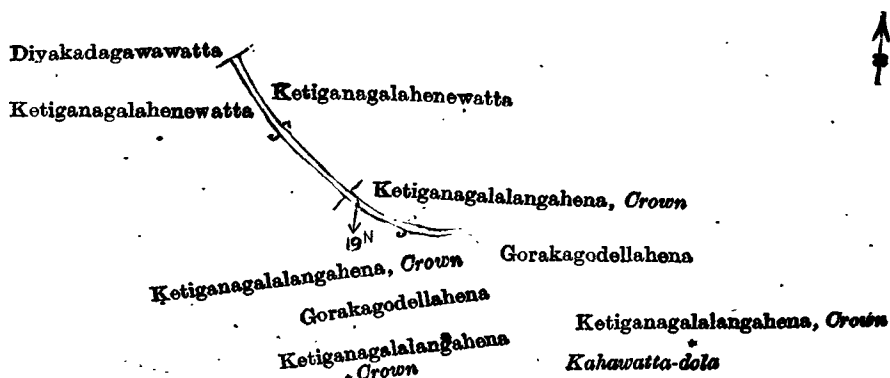 Diyakadagawawatta
Ketiganagalahenewatta
Ketiganagalahenewatta
Ketiganagalalangahena, Crown
19N
Gorakagodellahena
Ketiganagalalangahena, Crown
Gorakagodellahena
Ketiganagalalangahena, Crown
Ketiganagalalangahena
Crown
Kahawatta-dola